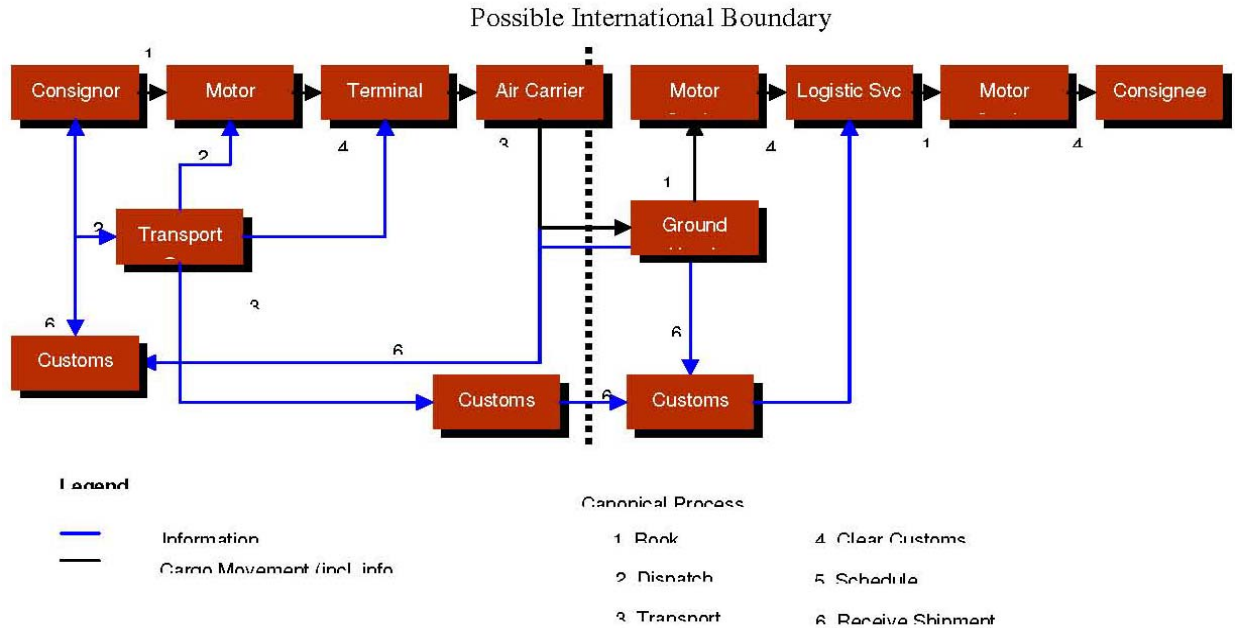 Possible International Boundary
1
Consignor
Motor
Terminal
Air Carrier
Motor
Logistic Svc
Motor
Consignee
2
4
3
4
1
4
1
2
Transport
Ground
3
6
6
6
Customs
Customs
6
Customs
Legend
Canonical Process
Information
1 Book
4 Clear Customs
Cargo Movement (incl info
2 Dispatch
5 Schedule
3 Transport
6 Receive Shipment